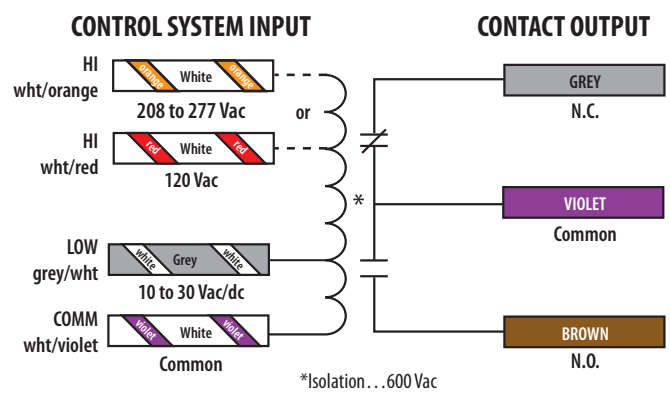 CONTROL SYSTEM INPUT
CONTACT OUTPUT
HI
wht/orange
orange White orange
208 to 277 Vac
or
HI
wht/red
red White red
120 Vac
*
LOW
grey/wht
white Grey white
10 to 30 Vac/dc
COMM
wht/violet
violet White violet
Common
GREY
N.C.
VIOLET
Common
BROWN
N.O.
*Isolation...600 Vac